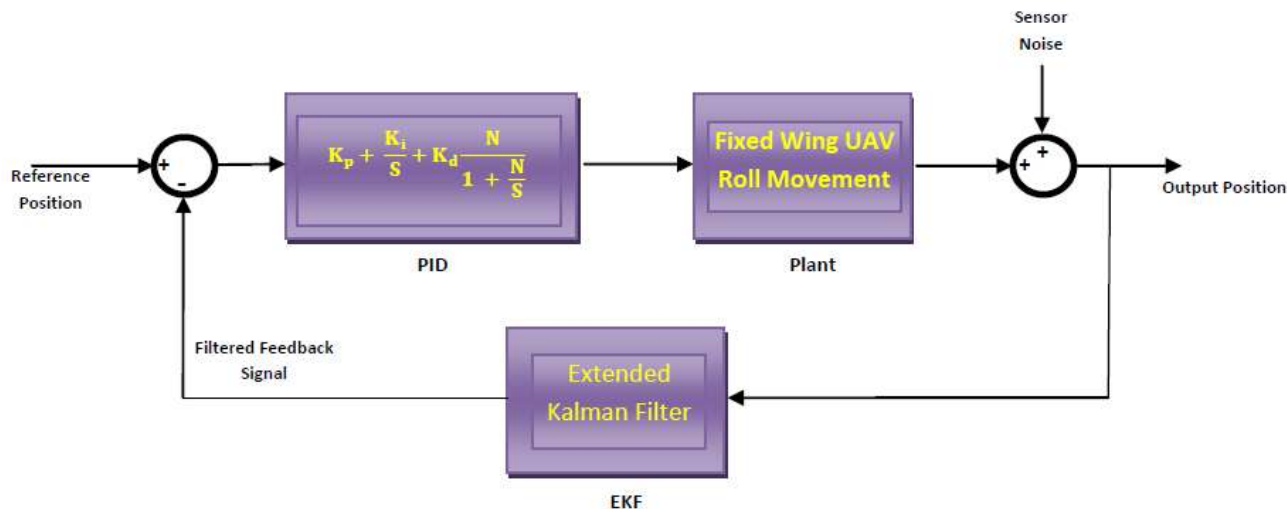 Sensor
Noise
+
-
Reference
Position
K_p + K_i/S + K_d N/(1 + N/S)
PID
Fixed Wing UAV
Roll Movement
Plant
+
+
Output Position
Filtered Feedback
Signal
Extended
Kalman Filter
EKF